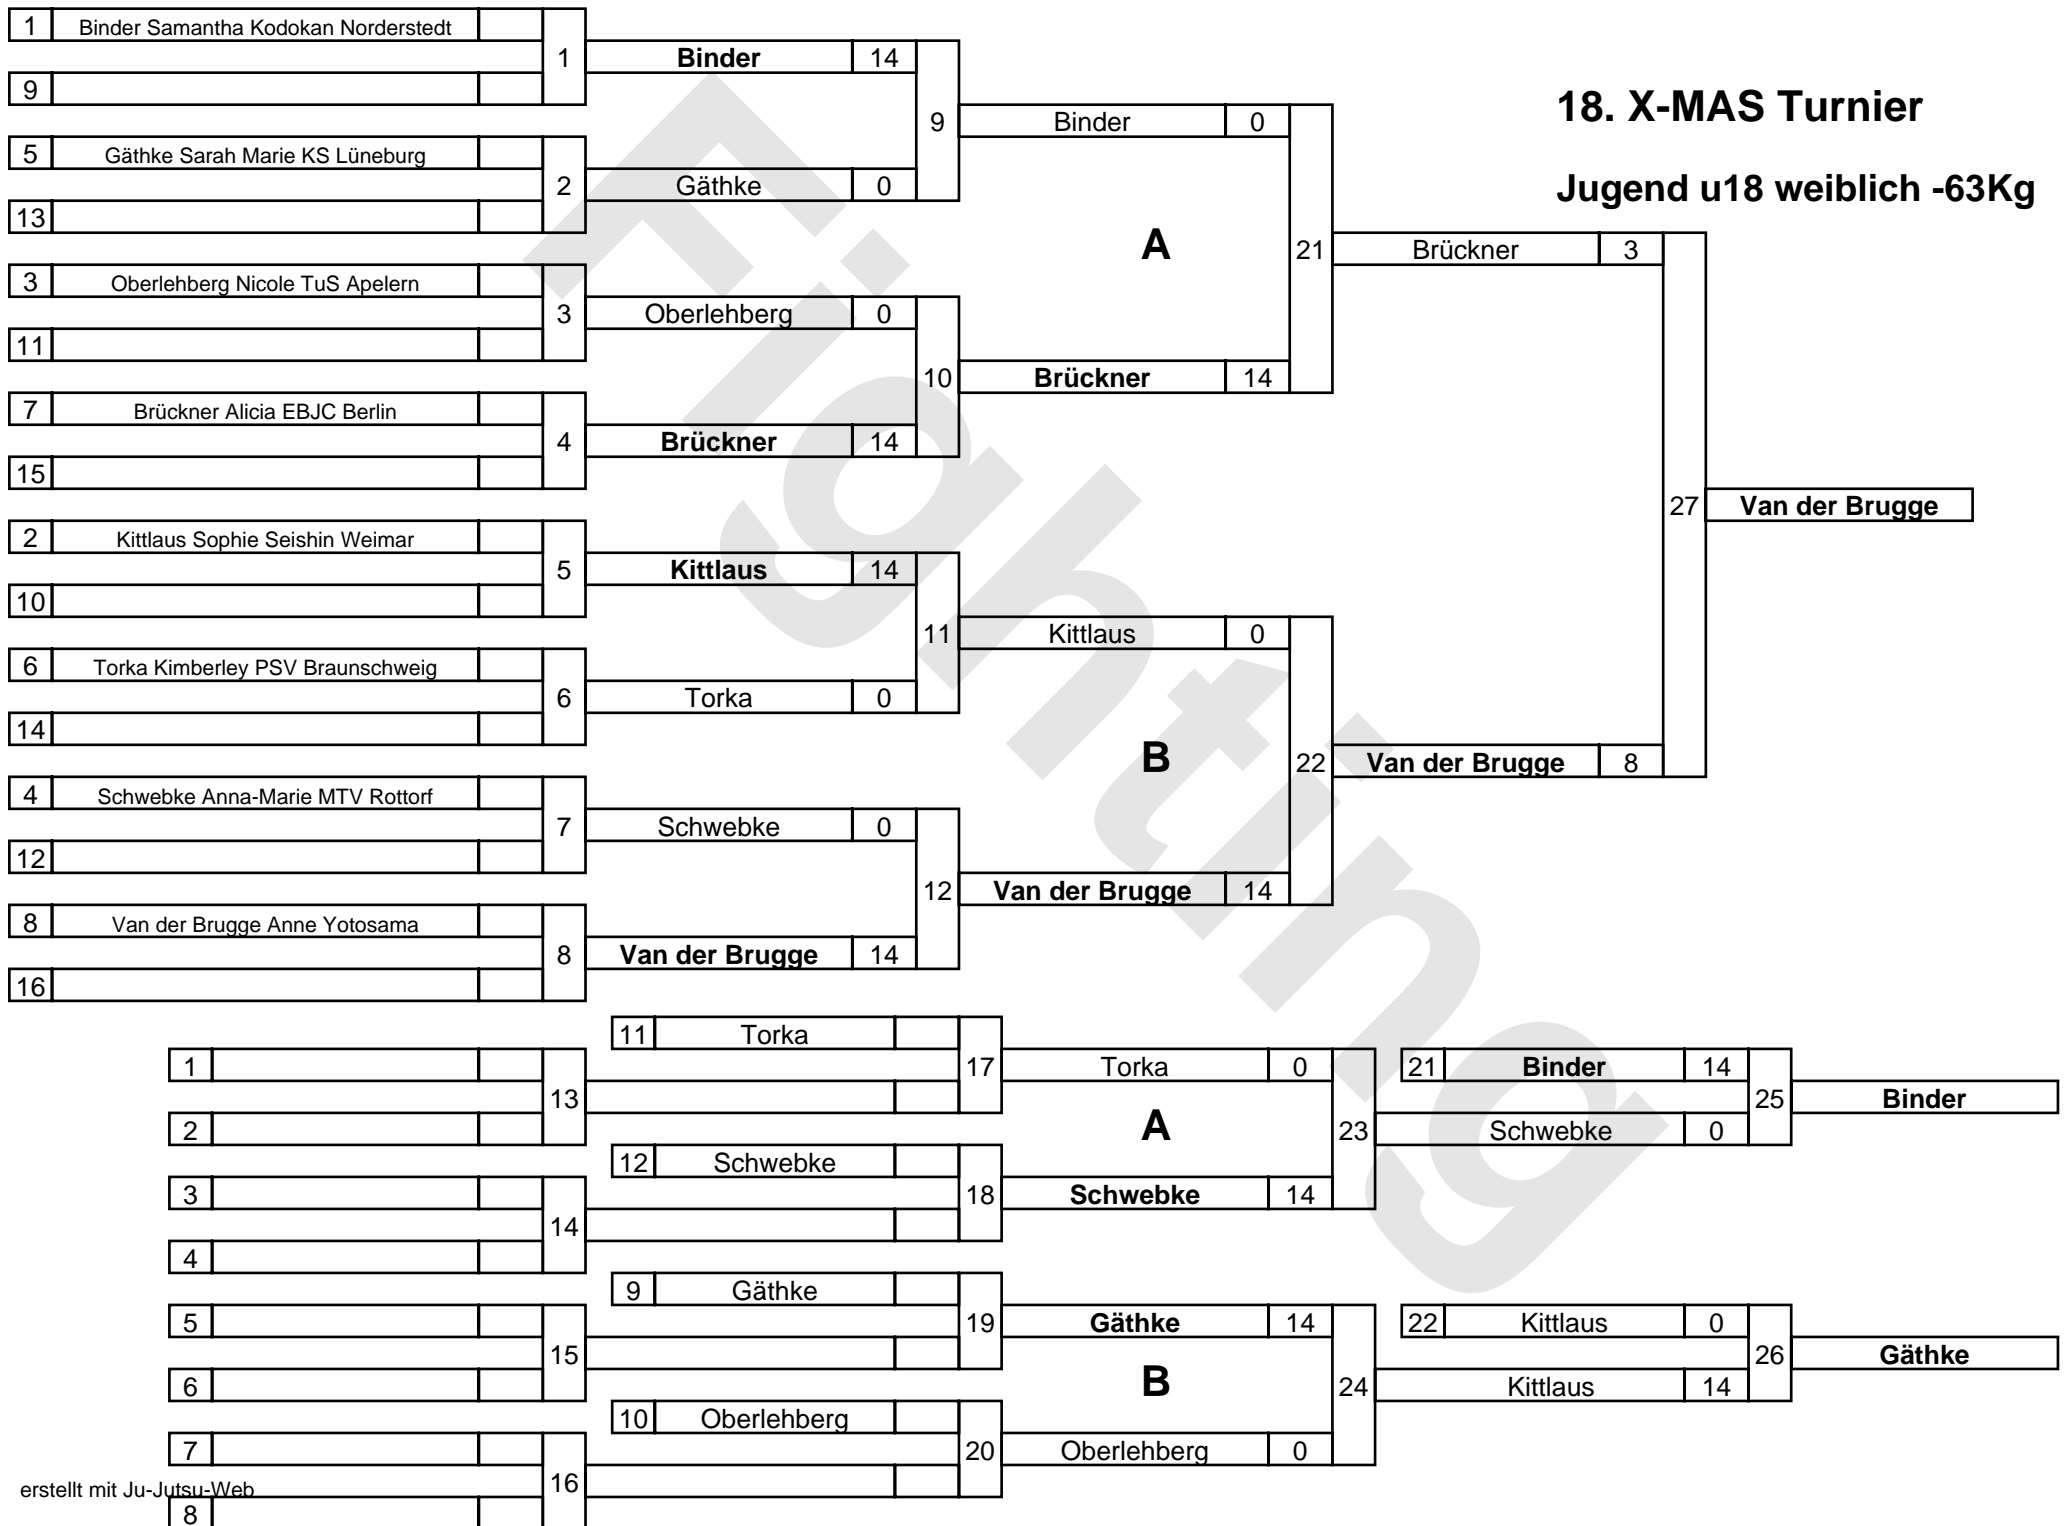 18. X-MAS Turnier
Jugend u18 weiblich -63Kg
1 Binder Samantha Kodokan Norderstedt
1 Binder 14
9
9 Binder 0
5 Gäthke Sarah Marie KS Lüneburg
2 Gäthke 0
13
A
21 Brückner 3
3 Oberlehberg Nicole TuS Apelern
3 Oberlehberg 0
11
10 Brückner 14
7 Brückner Alicia EBJC Berlin
4 Brückner 14
15
27 Van der Brugge
2 Kittlaus Sophie Seishin Weimar
5 Kittlaus 14
10
11 Kittlaus 0
6 Torka Kimberley PSV Braunschweig
6 Torka 0
14
B
22 Van der Brugge 8
4 Schwebke Anna-Marie MTV Rottorf
7 Schwebke 0
12
12 Van der Brugge 14
8 Van der Brugge Anne Yotosama
8 Van der Brugge 14
16
11 Torka
1
17 Torka 0
21 Binder 14
13
25 Binder
2
A
23 Schwebke 0
12 Schwebke
3
18 Schwebke 14
14
4
9 Gäthke
5
19 Gäthke 14
22 Kittlaus 0
15
26 Gäthke
6
B
24 Kittlaus 14
10 Oberlehberg
7
20 Oberlehberg 0
16
erstellt mit Ju-Jutsu-Web
8
Fighting